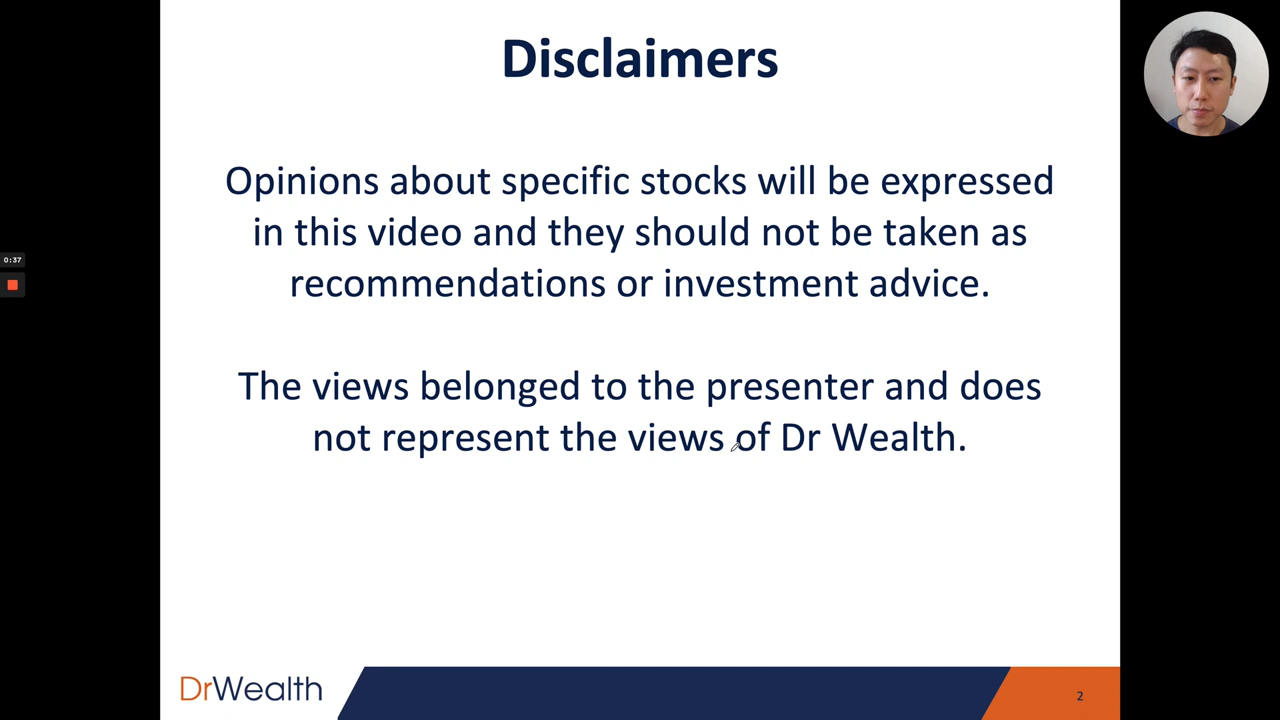 Disclaimers
Opinions about specific stocks will be expressed
in this video and they should not be taken as
recommendations or investment advice.
The views belonged to the presenter and does
not represent the views of Dr Wealth.
0:37
DrWealth
2